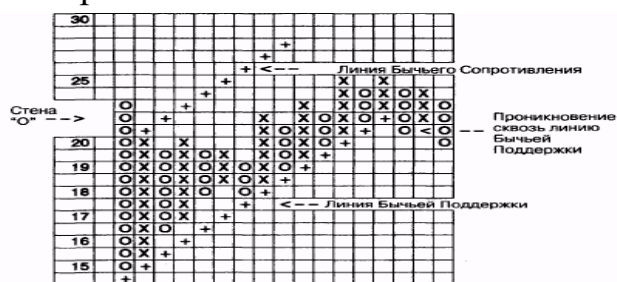 30
<-- Линия Бычьего Сопротивления
25
Стена
"О" -->
Проникновение
сквозь линию
Бычьей
Поддержки
<--
20
19
18
<-- Линия Бычьей Поддержки
17
16
15